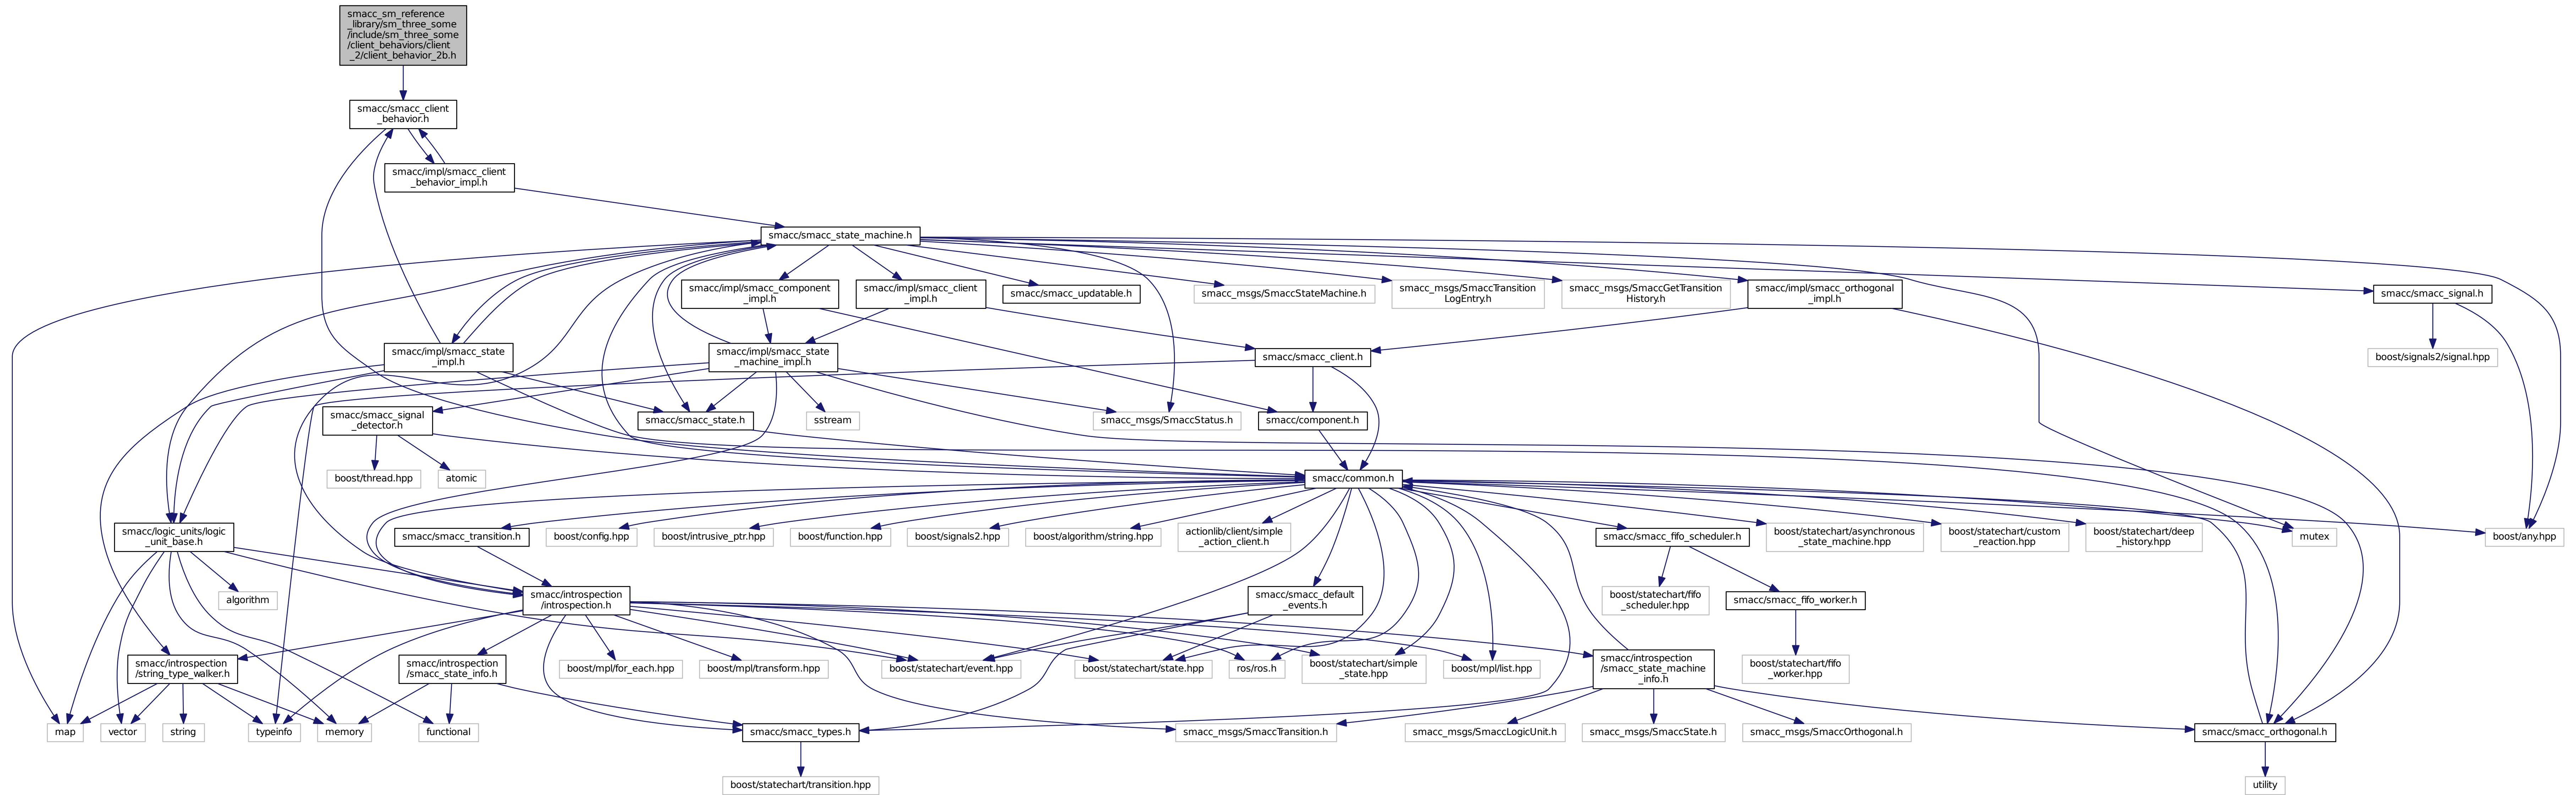 smacc_sm_reference
_library/sm_three_some
/include/sm_three_some
/client_behaviors/client
_2/client_behavior_2b.h
smacc/smacc_client
_behavior.h
smacc/impl/smacc_client
_behavior_impl.h
smacc/smacc_state_machine.h
smacc/impl/smacc_component
_impl.h
smacc/impl/smacc_client
_impl.h
smacc/smacc_updatable.h
smacc_msgs/SmaccStateMachine.h
smacc_msgs/SmaccTransition
LogEntry.h
smacc_msgs/SmaccGetTransition
History.h
smacc/impl/smacc_orthogonal
_impl.h
smacc/smacc_signal.h
smacc/impl/smacc_state
_impl.h
smacc/impl/smacc_state
_machine_impl.h
smacc/smacc_client.h
boost/signals2/signal.hpp
smacc/smacc_signal
_detector.h
smacc/smacc_state.h
sstream
smacc_msgs/SmaccStatus.h
smacc/component.h
boost/thread.hpp
atomic
smacc/common.h
smacc/logic_units/logic
_unit_base.h
smacc/smacc_transition.h
boost/config.hpp
boost/intrusive_ptr.hpp
boost/function.hpp
boost/signals2.hpp
boost/algorithm/string.hpp
actionlib/client/simple
_action_client.h
smacc/smacc_fifo_scheduler.h
boost/statechart/asynchronous
_state_machine.hpp
boost/statechart/custom
_reaction.hpp
boost/statechart/deep
_history.hpp
mutex
boost/any.hpp
algorithm
smacc/introspection
/introspection.h
smacc/smacc_default
_events.h
boost/statechart/fifo
_scheduler.hpp
smacc/smacc_fifo_worker.h
smacc/introspection
/string_type_walker.h
smacc/introspection
/smacc_state_info.h
boost/mpl/for_each.hpp
boost/mpl/transform.hpp
boost/statechart/event.hpp
boost/statechart/state.hpp
ros/ros.h
boost/statechart/simple
_state.hpp
boost/mpl/list.hpp
smacc/introspection
/smacc_state_machine
_info.h
boost/statechart/fifo
_worker.hpp
map
vector
string
typeinfo
memory
functional
smacc/smacc_types.h
smacc_msgs/SmaccTransition.h
smacc_msgs/SmaccLogicUnit.h
smacc_msgs/SmaccState.h
smacc_msgs/SmaccOrthogonal.h
smacc/smacc_orthogonal.h
boost/statechart/transition.hpp
utility